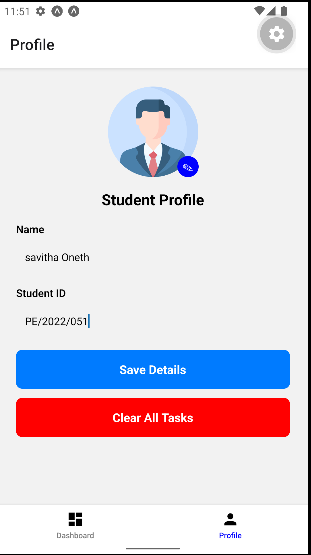 11:51
Profile
Student Profile
Name
savitha Oneth
Student ID
PE/2022/051
Save Details
Clear All Tasks
Dashboard
Profile